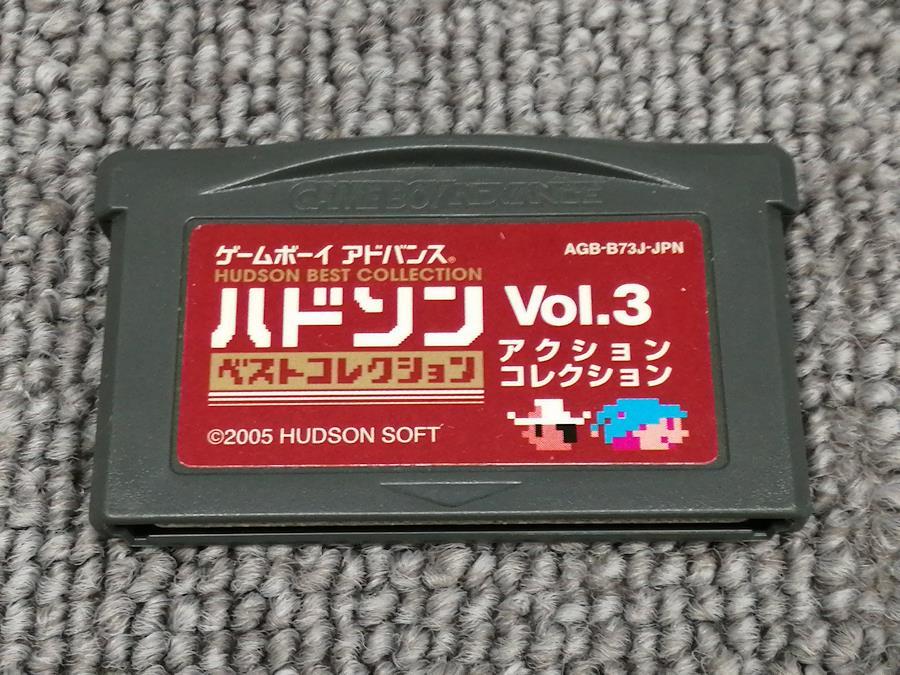 GAME BOY ADVANCE
ゲームボーイ アドバンス®
AGB-B73J-JPN
HUDSON BEST COLLECTION
ハドソン
Vol.3
ベストコレクション
アクション
コレクション
©2005 HUDSON SOFT